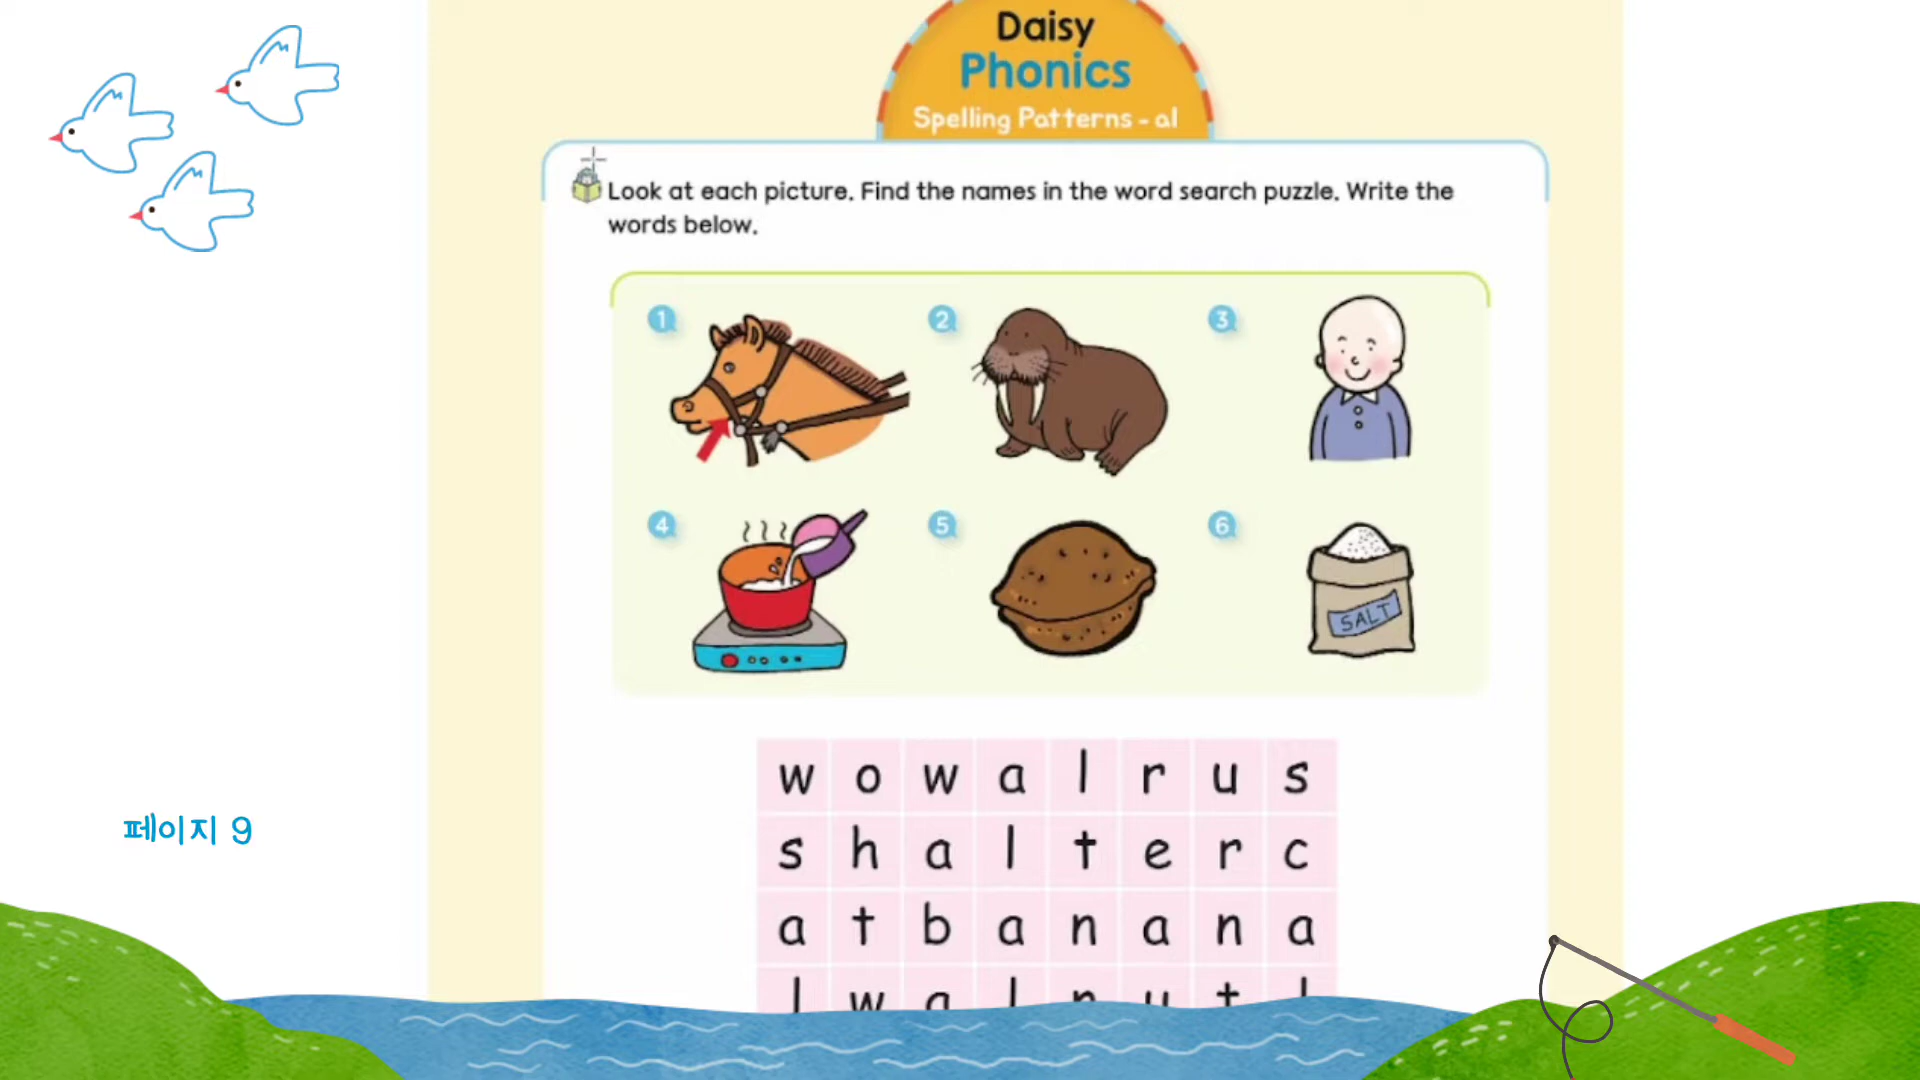 Daisy
Phonics
Spelling Patterns - al
Look at each picture. Find the names in the word search puzzle. Write the
words below.
1
2
3
4
5
6
SALT
w o w a l r u s
s h a l t e r c
a t b a n a n a
l w a l n u t l
페이지 9